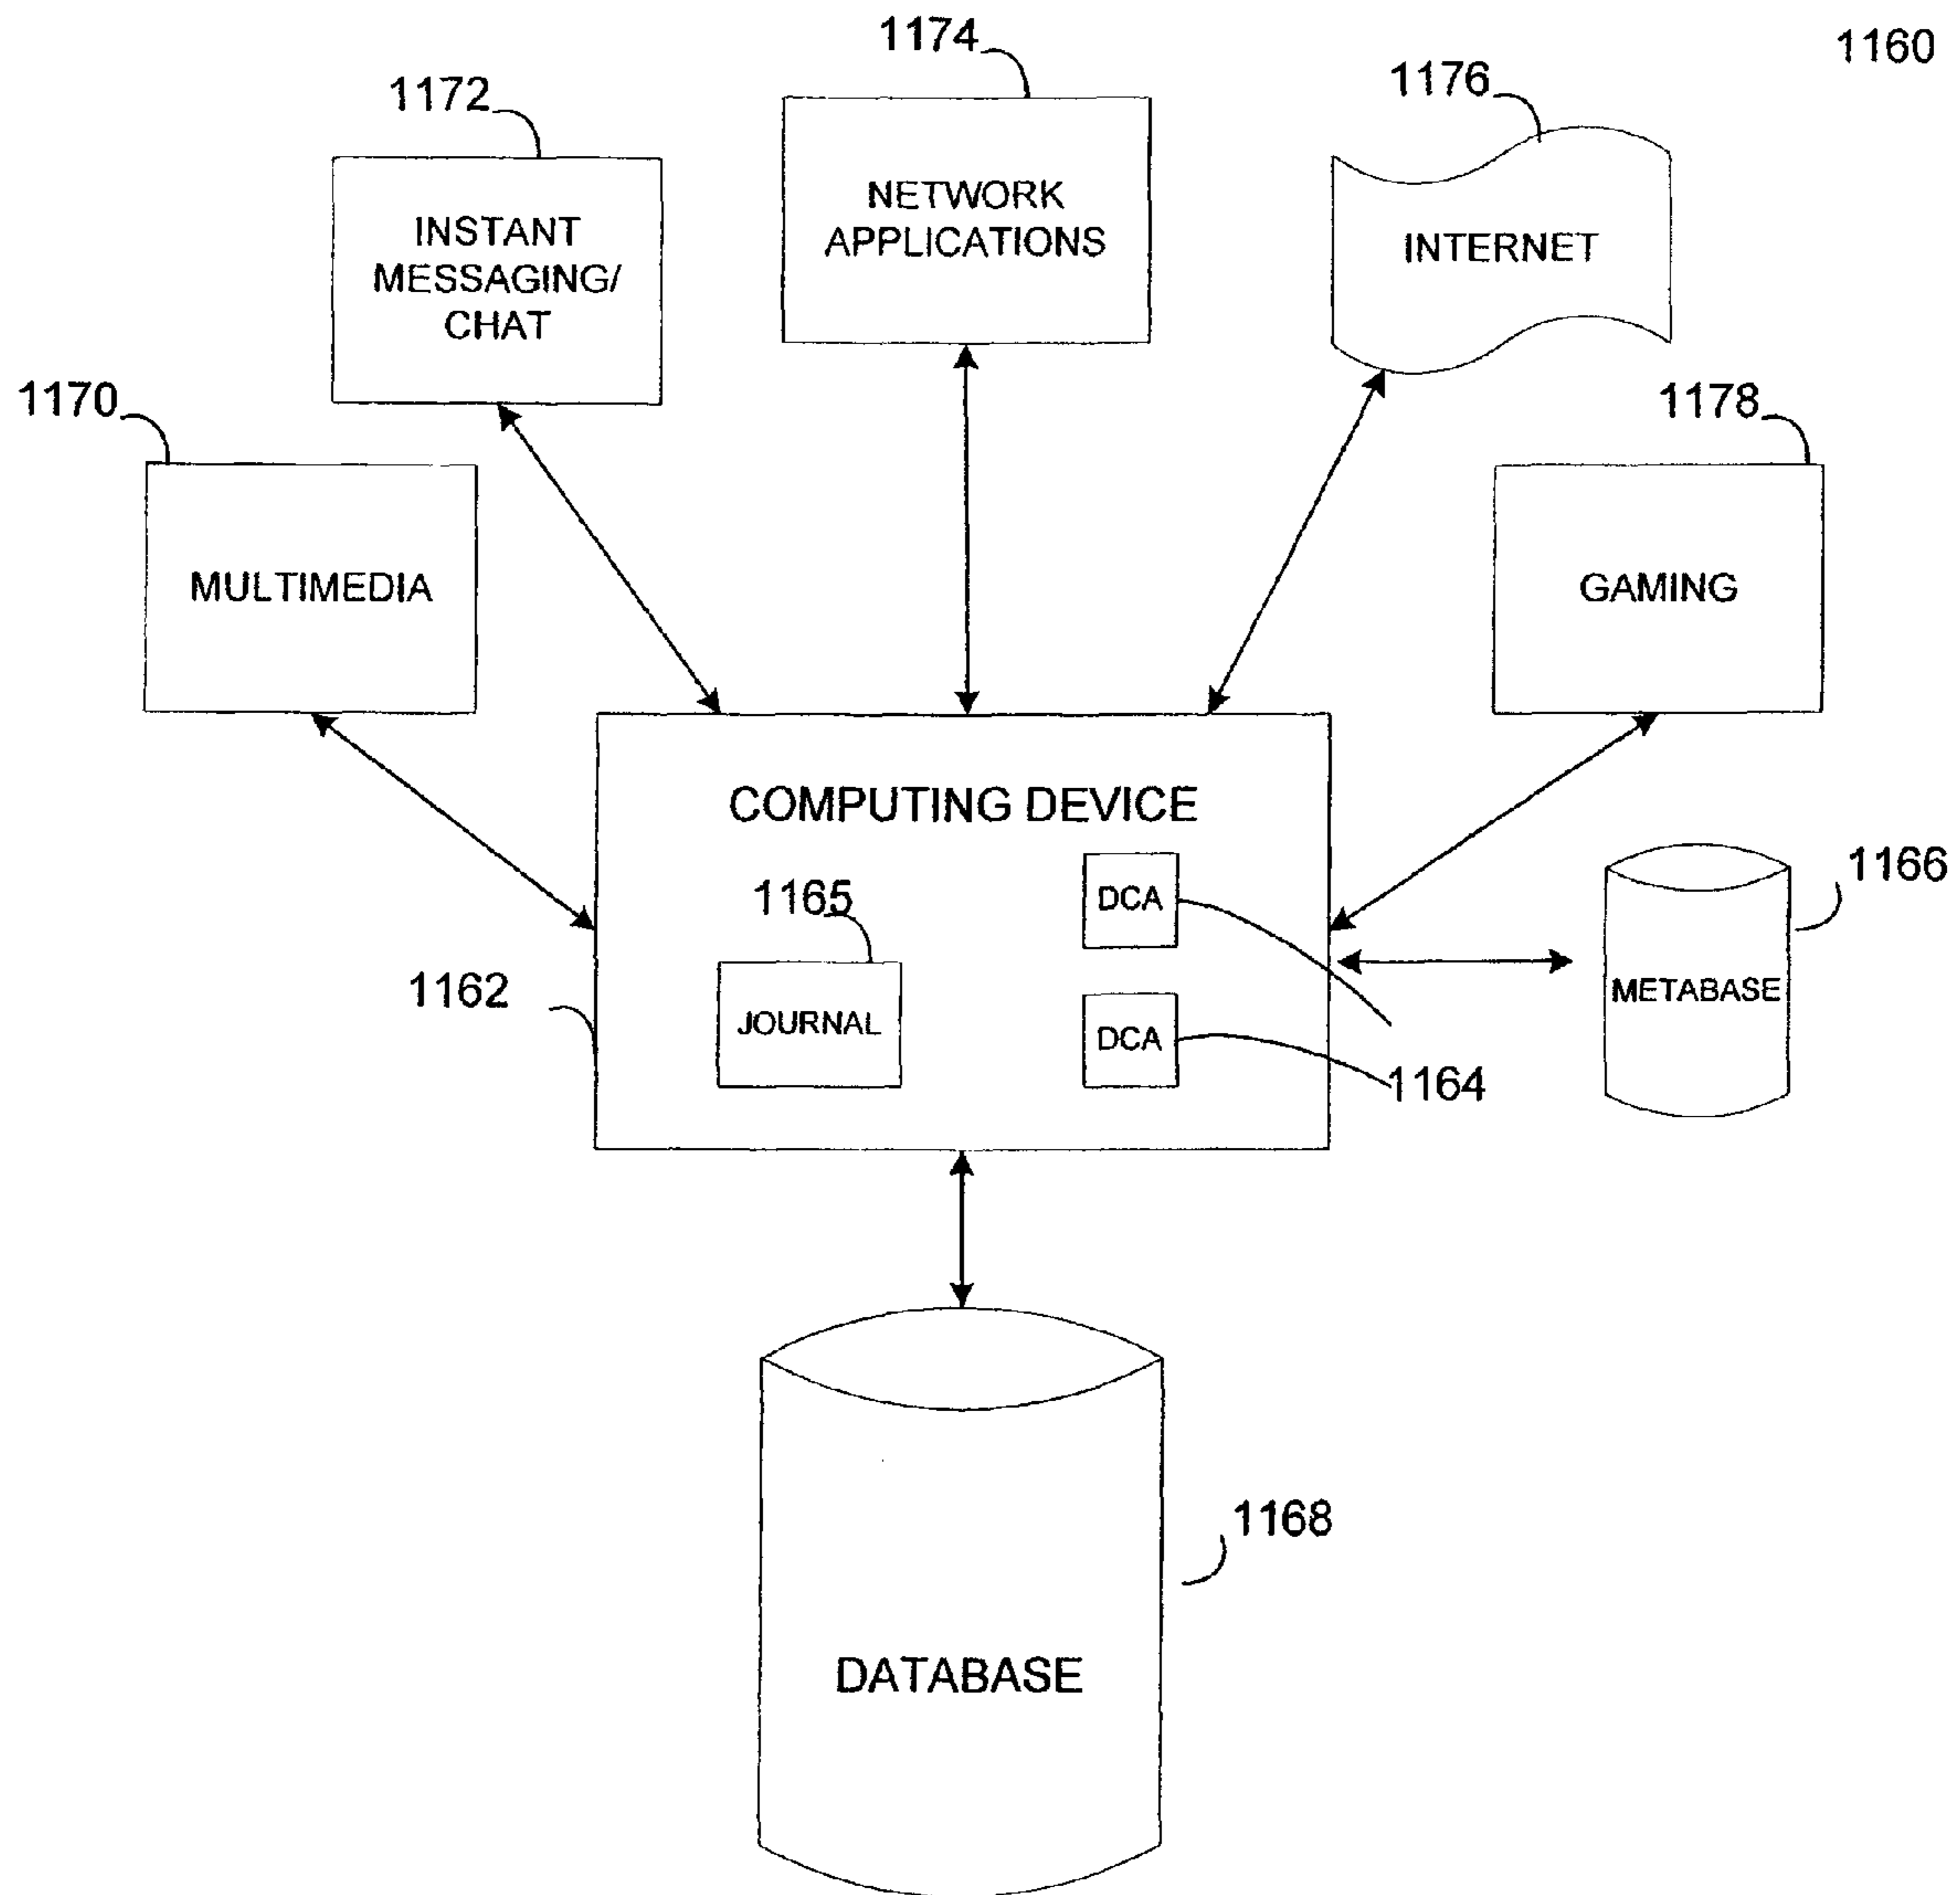 1160
1174
1172
1176
NETWORK
APPLICATIONS
INSTANT
MESSAGING/
CHAT
INTERNET
1170
1178
MULTIMEDIA
GAMING
COMPUTING DEVICE
1166
1165
DCA
METABASE
1162
JOURNAL
DCA
1164
1168
DATABASE